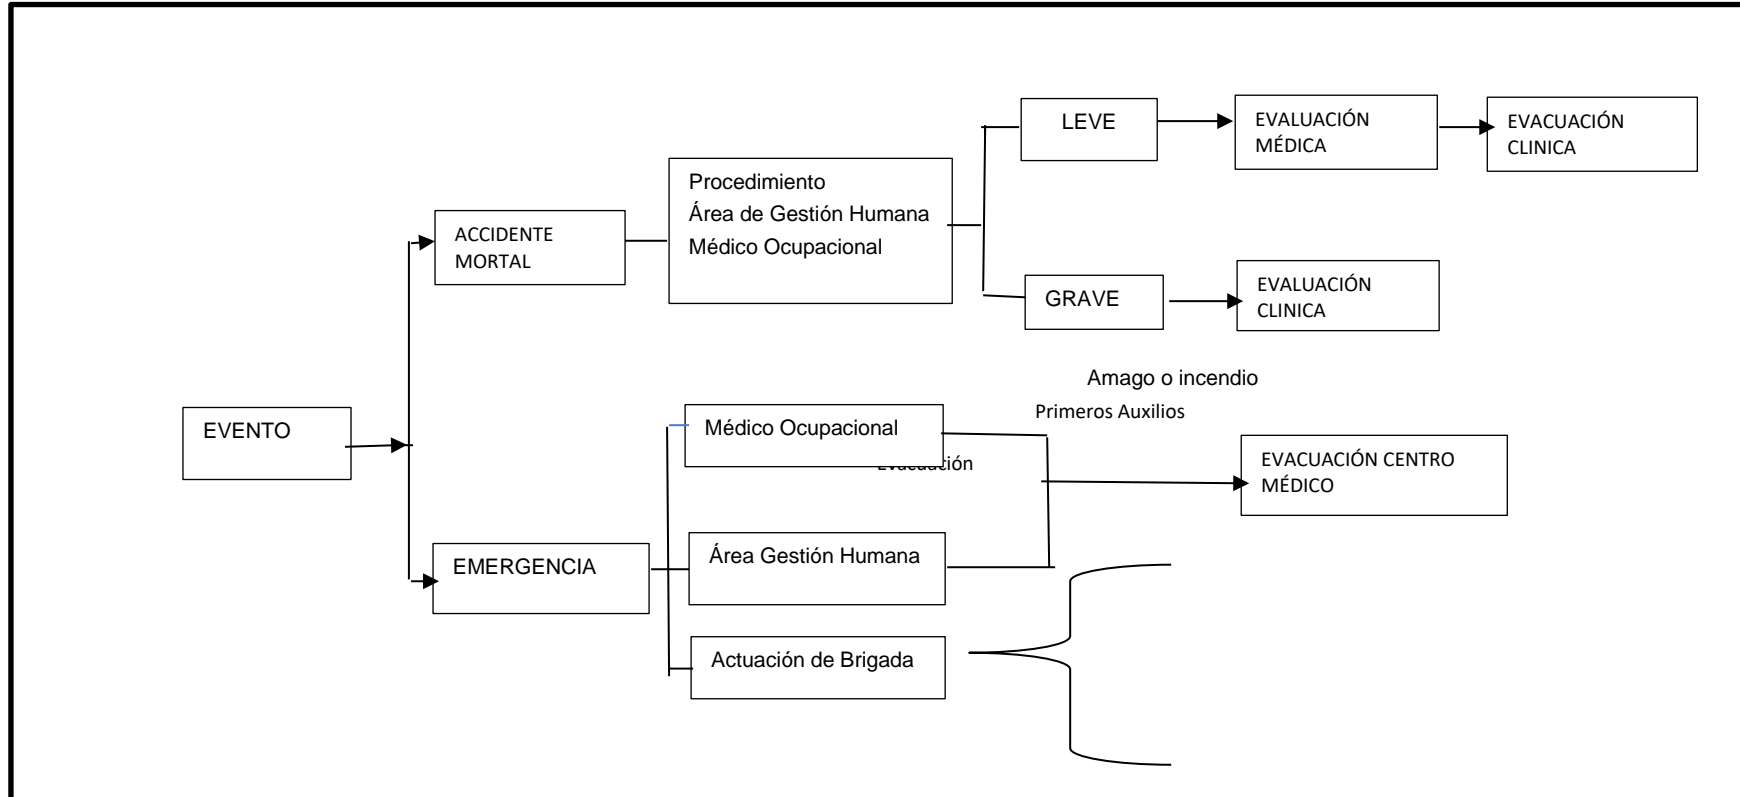 LEVE
EVALUACIÓN
MÉDICA
EVACUACIÓN
CLINICA
Procedimiento
Área de Gestión Humana
Médico Ocupacional
ACCIDENTE
MORTAL
GRAVE
EVALUACIÓN
CLINICA
Amago o incendio
Primeros Auxilios
EVENTO
Médico Ocupacional
Evacuación
EVACUACIÓN CENTRO
MÉDICO
EMERGENCIA
Área Gestión Humana
Actuación de Brigada